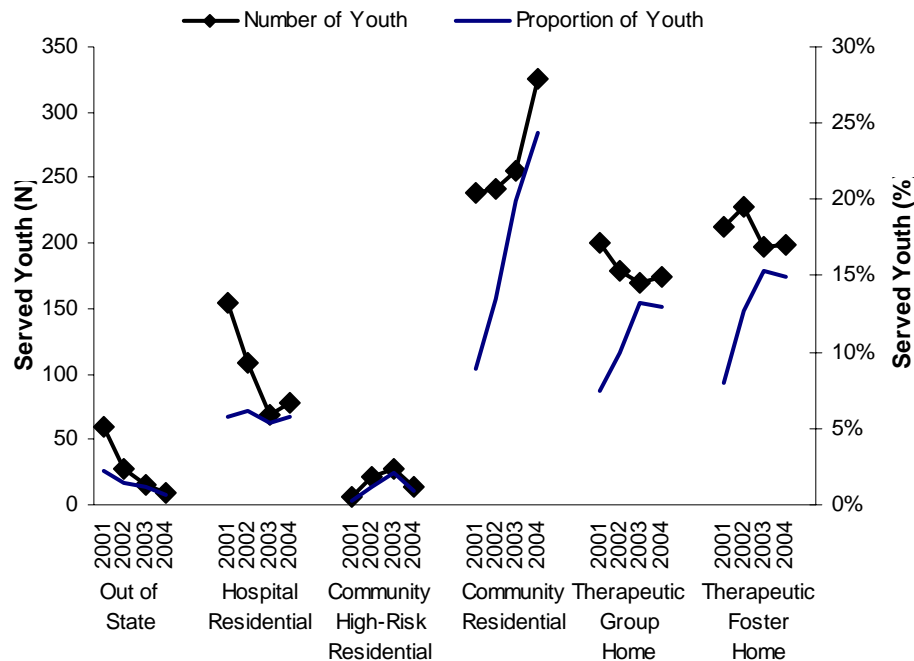 Number of Youth Proportion of Youth
350 30%
300
25%
250
20%
200
15%
150
10%
100
5%
50
0 0%
Served Youth (N)
Served Youth (%)
2001 2002 2003 2004 2001 2002 2003 2004 2001 2002 2003 2004 2001 2002 2003 2004 2001 2002 2003 2004 2001 2002 2003 2004
Out of Hospital Community Community Therapeutic Therapeutic
State Residential High-Risk Residential Group Foster
Residential Home Home